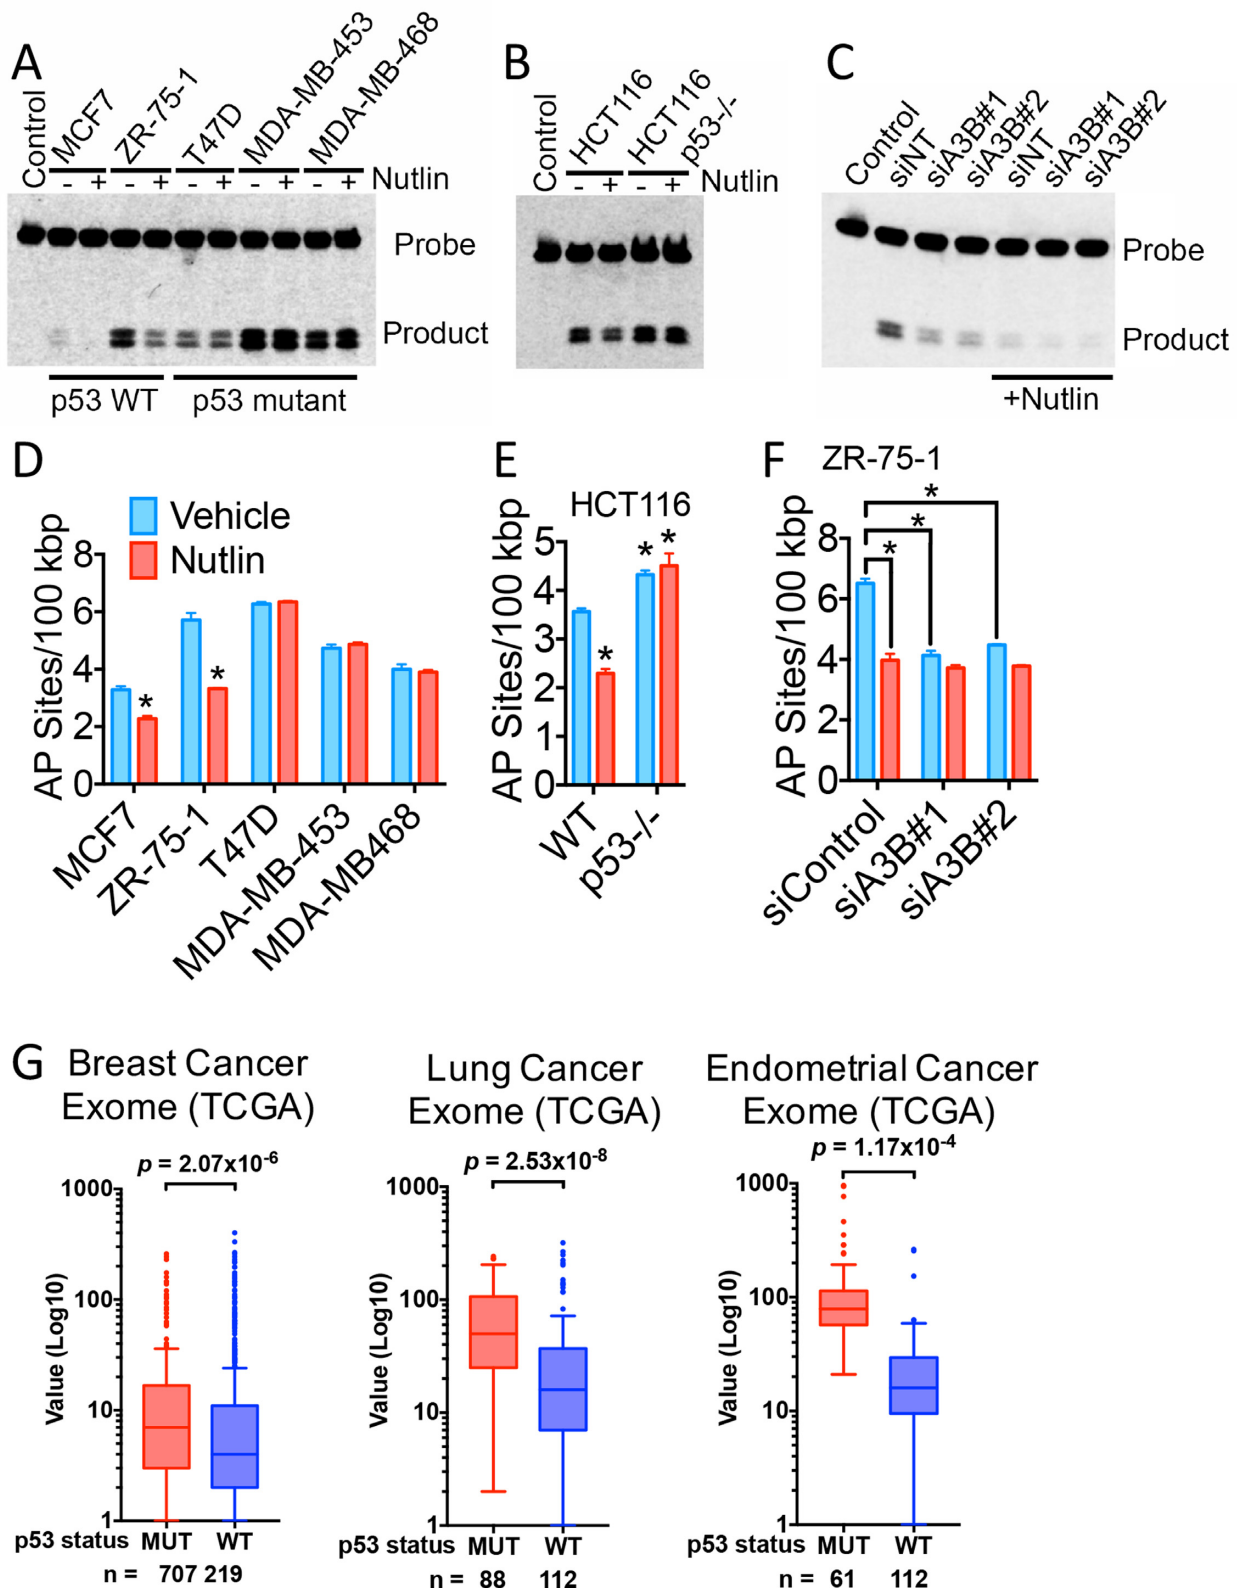 A
Control
MCF7
ZR-75-1
T47D
MDA-MB-453
MDA-MB-468
- + - + - + - + - + Nutlin
Probe
Product
p53 WT
p53 mutant
B
Control
HCT116
HCT116
p53-/-
- + - + Nutlin
Probe
Product
C
Control
siNT
siA3B#1
siA3B#2
siNT
siA3B#1
siA3B#2
Probe
Product
+Nutlin
D
Vehicle
Nutlin
AP Sites/100 kbp
8
6
4
2
0
*
*
MCF7
ZR-75-1
T47D
MDA-MB-453
MDA-MB468
E
HCT116
AP Sites/100 kbp
5
4
3
2
1
0
*
*
*
WT
p53-/-
F
ZR-75-1
AP Sites/100 kbp
8
6
4
2
0
*
*
*
siControl
siA3B#1
siA3B#2
G
Breast Cancer
Exome (TCGA)
p = 2.07x10-6
Value (Log10)
1000
100
10
1
p53 status MUT WT
n = 707 219
Lung Cancer
Exome (TCGA)
p = 2.53x10-8
Value (Log10)
1000
100
10
1
p53 status MUT WT
n = 88 112
Endometrial Cancer
Exome (TCGA)
p = 1.17x10-4
Value (Log10)
1000
100
10
1
p53 status MUT WT
n = 61 112